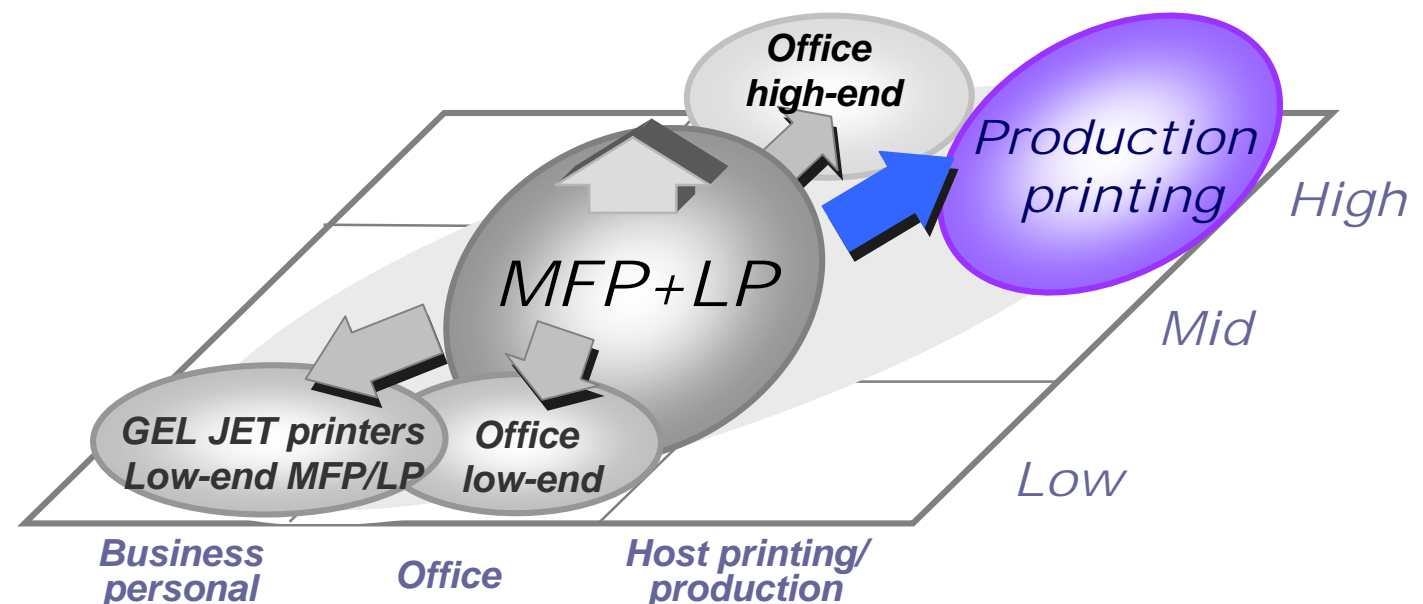 Office
high-end
Production
printing
High
MFP+LP
Mid
GEL JET printers
Low-end MFP/LP
Office
low-end
Low
Business
personal
Office
Host printing/
production